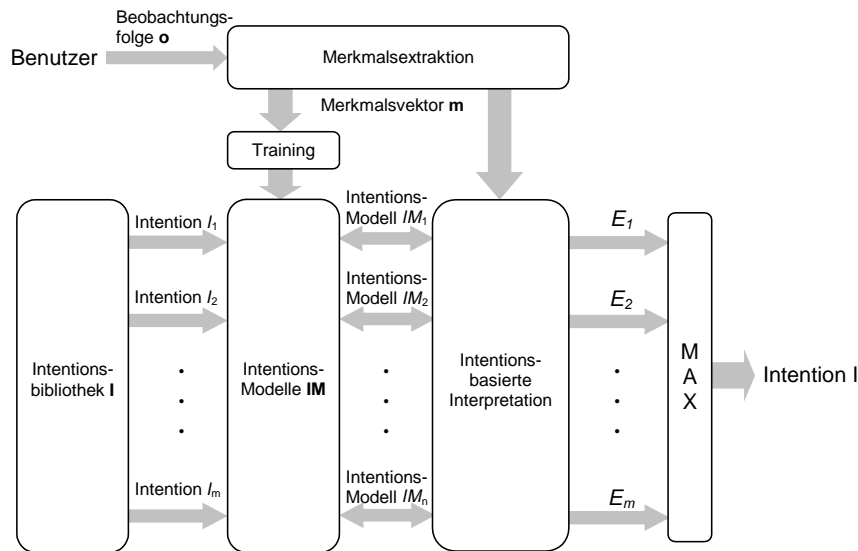 Beobachtungs-
folge o
Benutzer
Merkmalsextraktion
Merkmalsvektor m
Training
Intention I1
Intentions-
Modell IM1
E1
Intention I2
Intentions-
Modell IM2
E2
Intentions-
bibliothek I
Intentions-
Modelle IM
Intentions-
basierte
Interpretation
M
A
X
Intention I
Intention Im
Intentions-
Modell IMn
Em